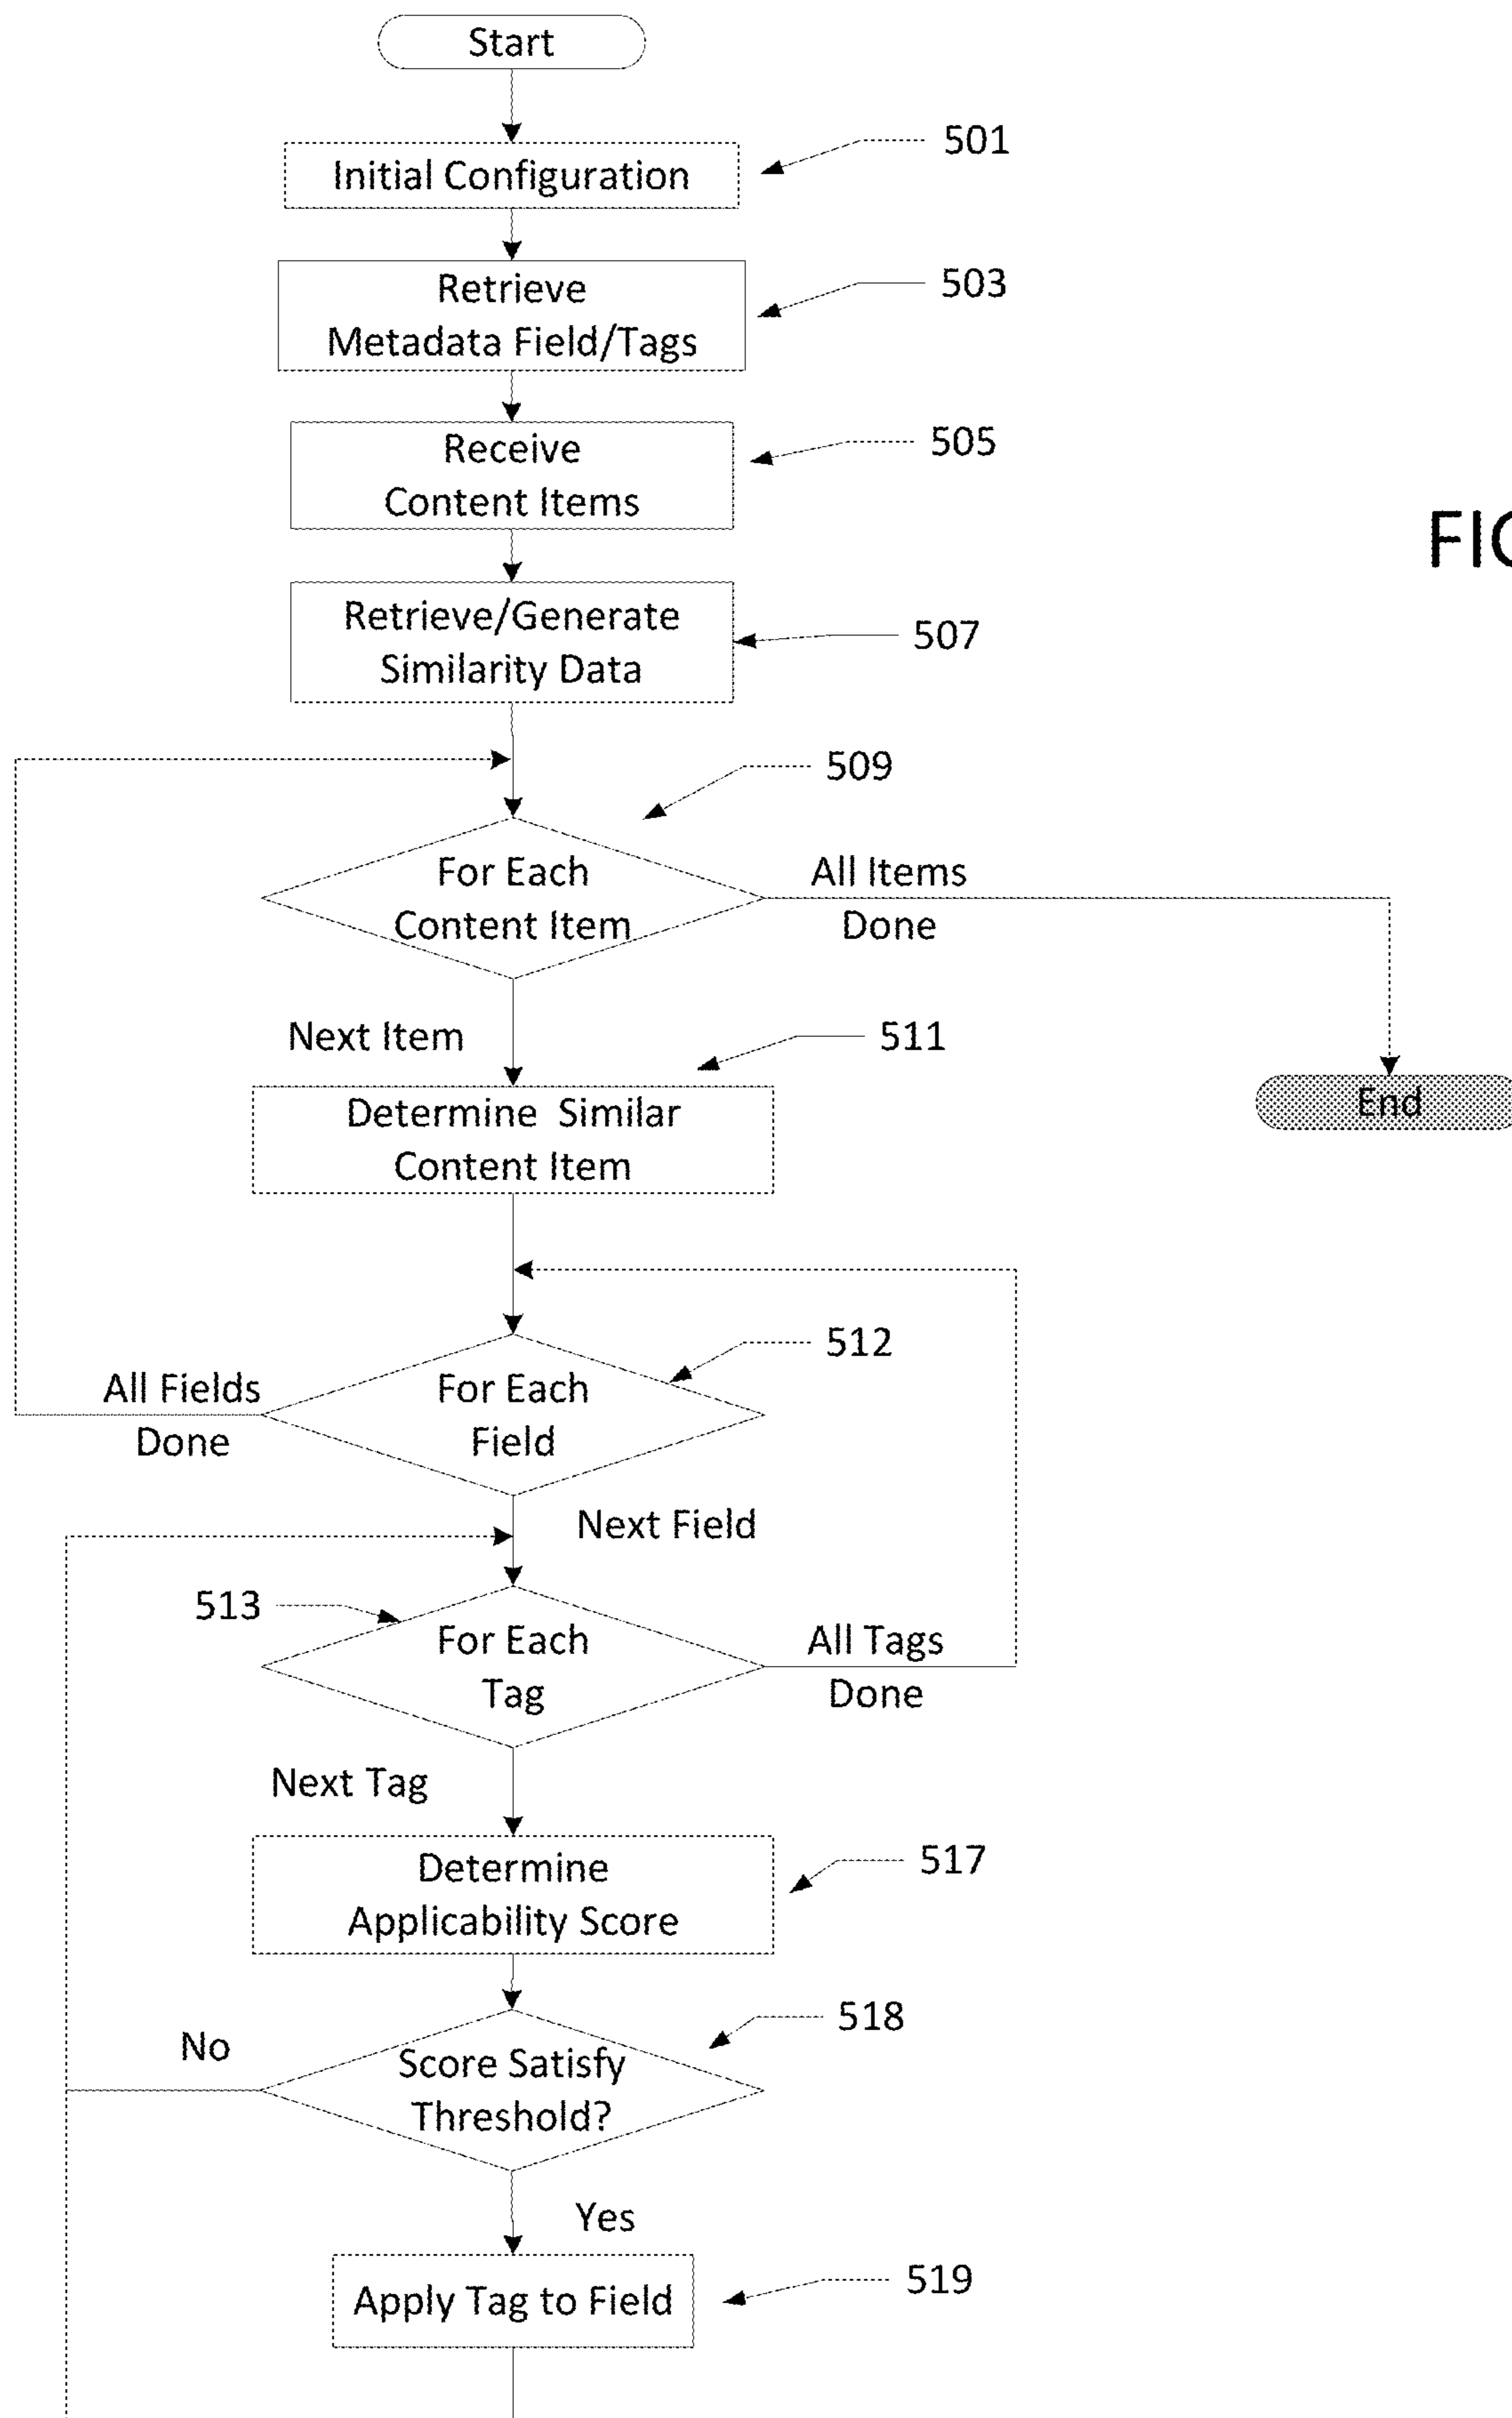 Start
501
Initial Configuration
503
Retrieve
Metadata Field/Tags
505
Receive
Content Items
FIG
507
Retrieve/Generate
Similarity Data
509
For Each
Content Item
All Items
Done
Next Item
511
End
Determine Similar
Content Item
512
For Each
Field
All Fields
Done
Next Field
513
For Each
Tag
All Tags
Done
Next Tag
517
Determine
Applicability Score
518
No
Score Satisfy
Threshold?
Yes
519
Apply Tag to Field